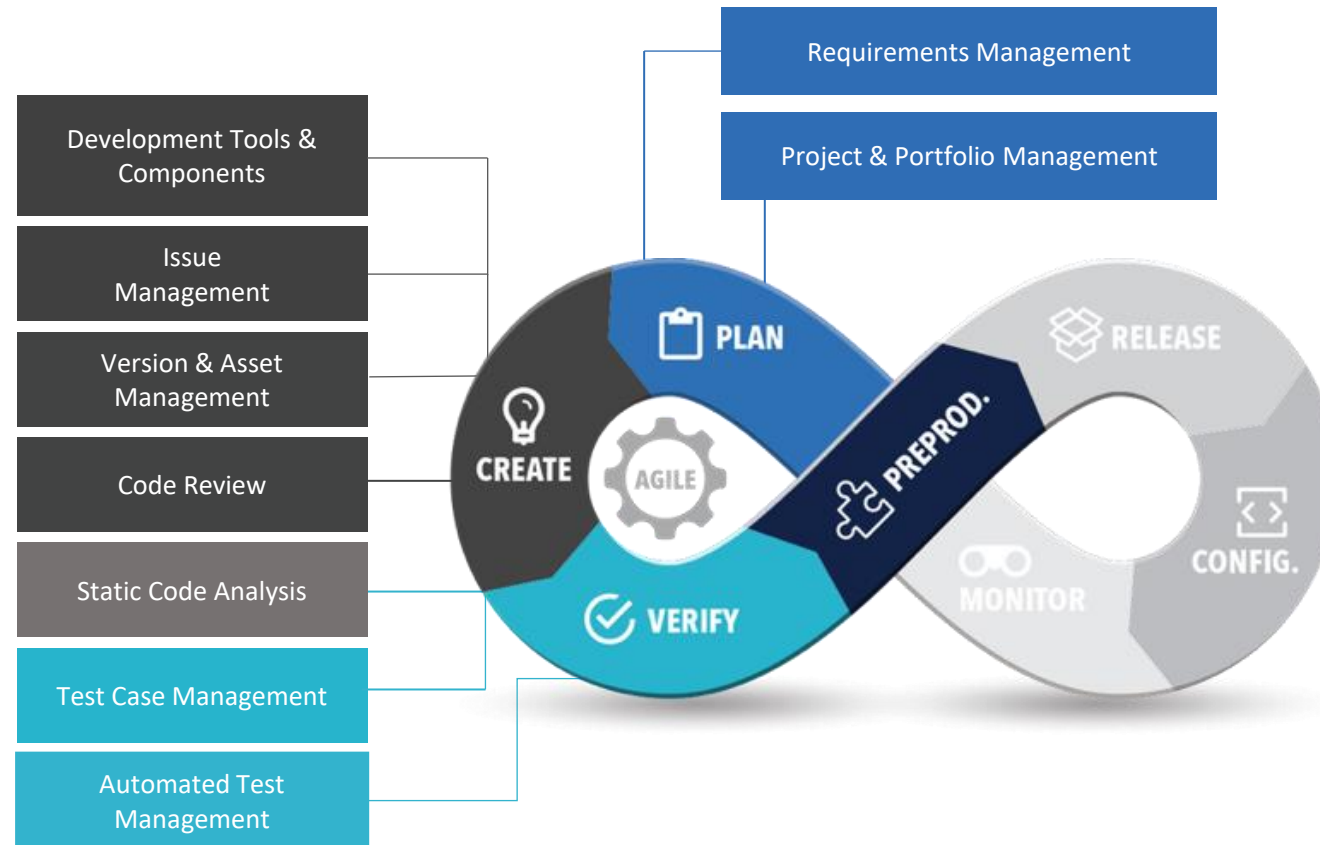 Requirements Management
Project & Portfolio Management
Development Tools &
Components
Issue
Management
Version & Asset
Management
Code Review
Static Code Analysis
Test Case Management
Automated Test
Management
PLAN
CREATE
AGILE
VERIFY
PREPROD.
RELEASE
CONFIG.
MONITOR